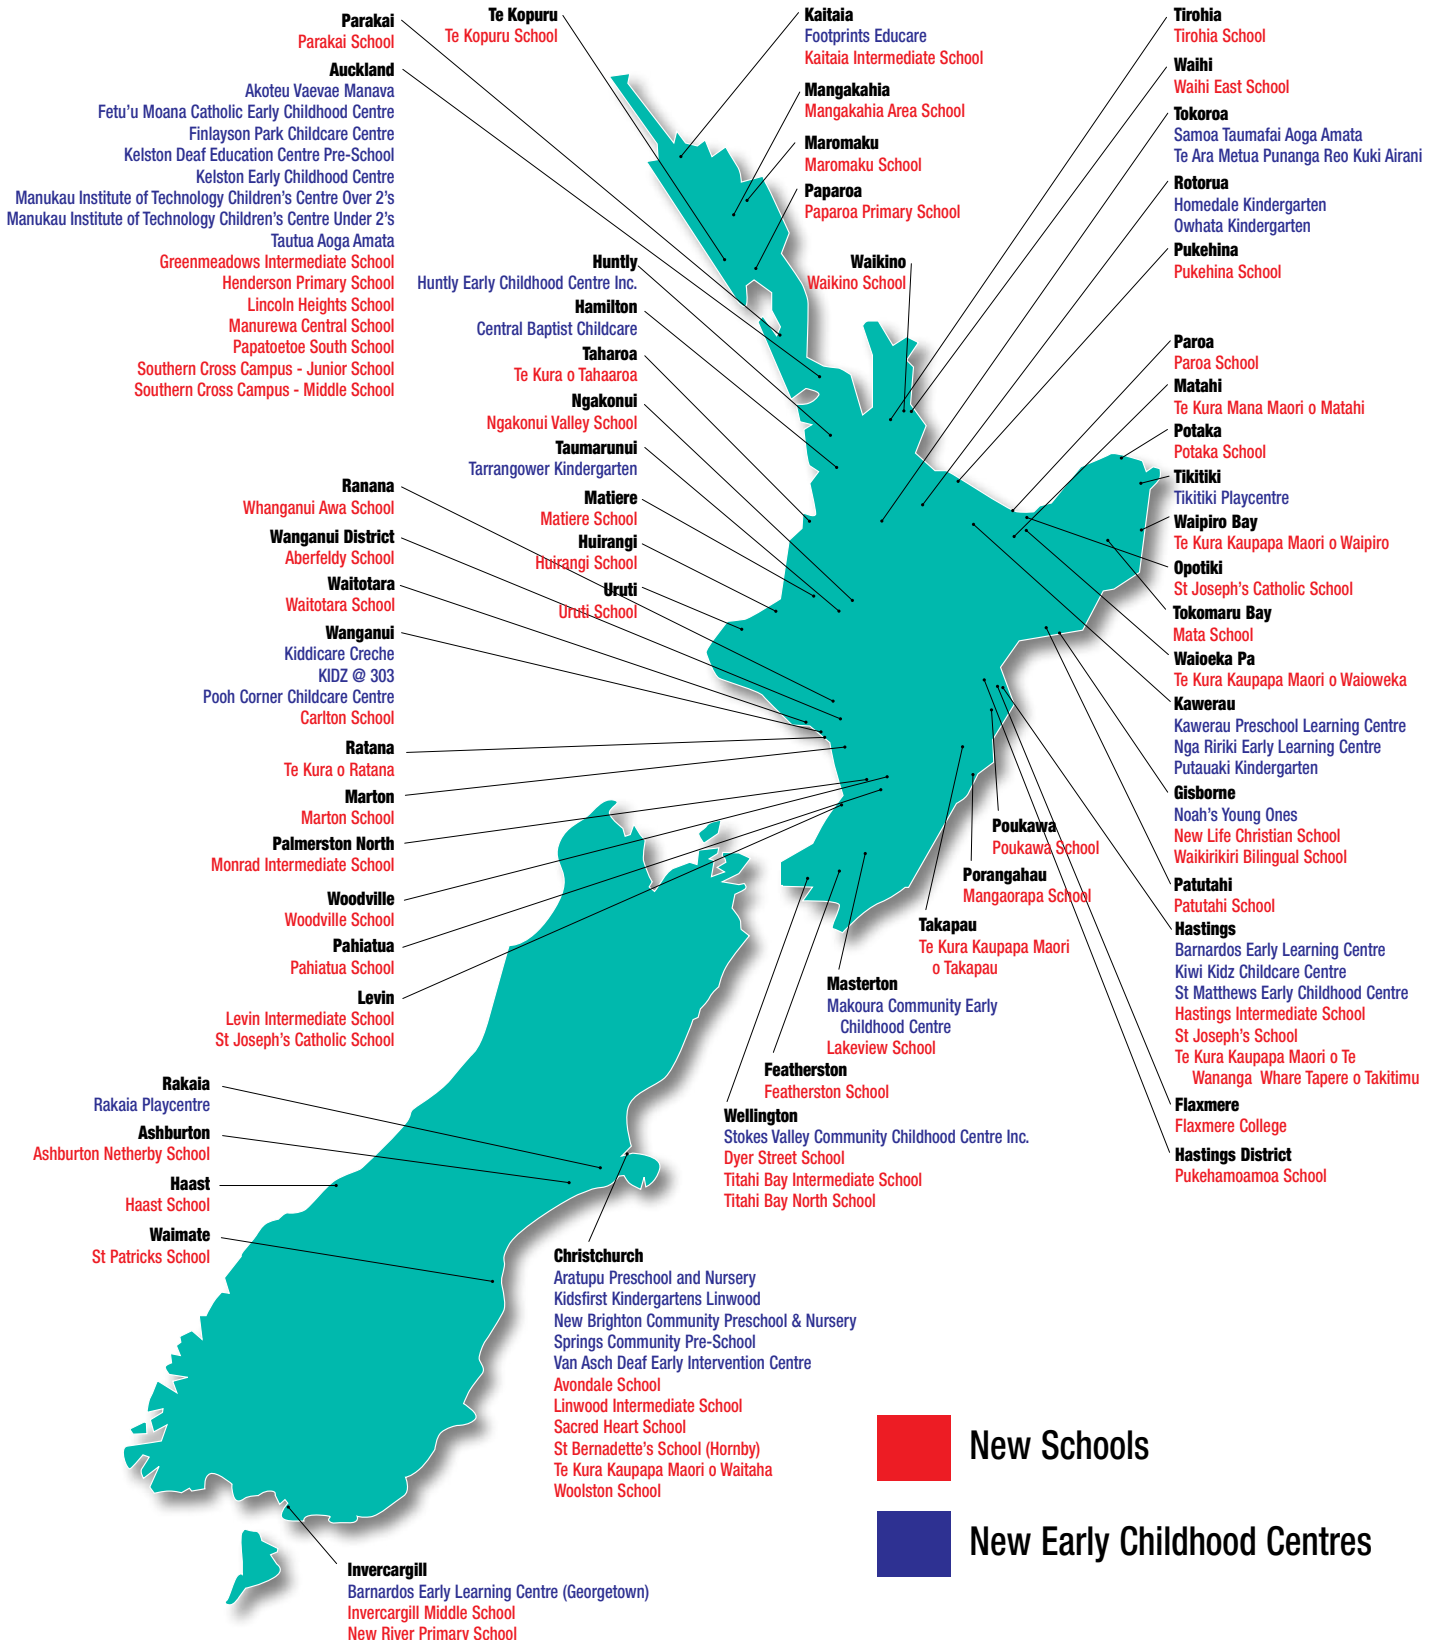 Parakai
Parakai School
Auckland
Akoteu Vaevae Manava
Fetu’u Moana Catholic Early Childhood Centre
Finlayson Park Childcare Centre
Kelston Deaf Education Centre Pre-School
Kelston Early Childhood Centre
Manukau Institute of Technology Children’s Centre Over 2’s
Manukau Institute of Technology Children’s Centre Under 2’s
Tautua Aoga Amata
Greenmeadows Intermediate School
Henderson Primary School
Lincoln Heights School
Manurewa Central School
Papatoetoe South School
Southern Cross Campus - Junior School
Southern Cross Campus - Middle School
Te Kopuru
Te Kopuru School
Kaitaia
Footprints Educare
Kaitaia Intermediate School
Mangakahia
Mangakahia Area School
Maromaku
Maromaku School
Paparoa
Paparoa Primary School
Waikino
Waikino School
Huntly
Huntly Early Childhood Centre Inc.
Hamilton
Central Baptist Childcare
Taharoa
Te Kura o Tahaaroa
Ngakonui
Ngakonui Valley School
Taumarunui
Tarrangower Kindergarten
Matiere
Matiere School
Huirangi
Huirangi School
Uruti
Uruti School
Ranana
Whanganui Awa School
Wanganui District
Aberfeldy School
Waitotara
Waitotara School
Wanganui
Kiddicare Creche
KIDZ @ 303
Pooh Corner Childcare Centre
Carlton School
Ratana
Te Kura o Ratana
Marton
Marton School
Palmerston North
Monrad Intermediate School
Woodville
Woodville School
Pahiatua
Pahiatua School
Levin
Levin Intermediate School
St Joseph’s Catholic School
Rakaia
Rakaia Playcentre
Ashburton
Ashburton Netherby School
Haast
Haast School
Waimate
St Patricks School
Tirohia
Tirohia School
Waihi
Waihi East School
Tokoroa
Samoa Taumafai Aoga Amata
Te Ara Metua Punanga Reo Kuki Airani
Rotorua
Homedale Kindergarten
Owhata Kindergarten
Pukehina
Pukehina School
Paroa
Paroa School
Matahi
Te Kura Mana Maori o Matahi
Potaka
Potaka School
Tikitiki
Tikitiki Playcentre
Waipiro Bay
Te Kura Kaupapa Maori o Waipiro
Opotiki
St Joseph’s Catholic School
Tokomaru Bay
Mata School
Waioeka Pa
Te Kura Kaupapa Maori o Waioweka
Kawerau
Kawerau Preschool Learning Centre
Nga Ririki Early Learning Centre
Putauaki Kindergarten
Gisborne
Noah’s Young Ones
New Life Christian School
Waikirikiri Bilingual School
Patutahi
Patutahi School
Hastings
Barnardos Early Learning Centre
Kiwi Kidz Childcare Centre
St Matthews Early Childhood Centre
Hastings Intermediate School
St Joseph’s School
Te Kura Kaupapa Maori o Te
Wananga Whare Tapere o Takitimu
Flaxmere
Flaxmere College
Hastings District
Pukehamoamoa School
Poukawa
Poukawa School
Porangahau
Mangaorapa School
Takapau
Te Kura Kaupapa Maori
o Takapau
Masterton
Makoura Community Early
Childhood Centre
Lakeview School
Featherston
Featherston School
Wellington
Stokes Valley Community Childhood Centre Inc.
Dyer Street School
Titahi Bay Intermediate School
Titahi Bay North School
Christchurch
Aratupu Preschool and Nursery
Kidsfirst Kindergartens Linwood
New Brighton Community Preschool & Nursery
Springs Community Pre-School
Van Asch Deaf Early Intervention Centre
Avondale School
Linwood Intermediate School
Sacred Heart School
St Bernadette’s School (Hornby)
Te Kura Kaupapa Maori o Waitaha
Woolston School
Invercargill
Barnardos Early Learning Centre (Georgetown)
Invercargill Middle School
New River Primary School
New Schools
New Early Childhood Centres